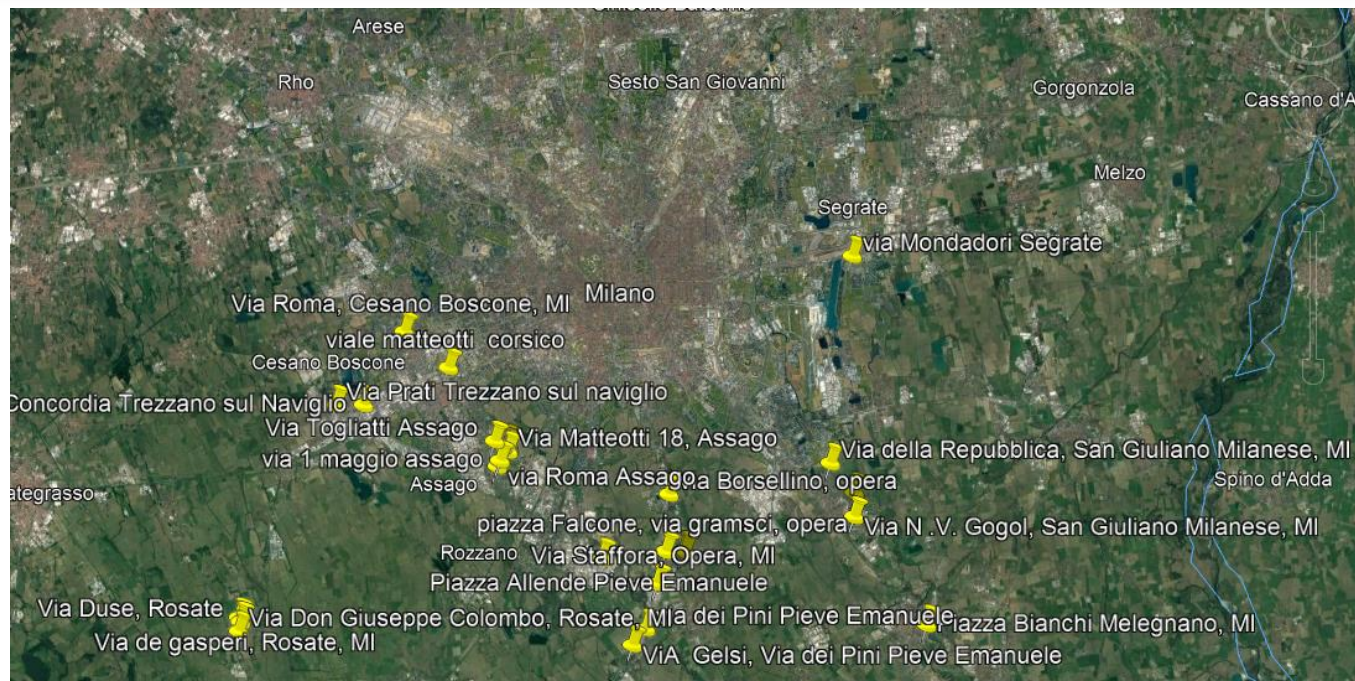 Arese
Rho
Sesto San Giovanni
Gorgonzola
Cassano d'A
Melzo
Segrate
via Mondadori Segrate
Milano
Via Roma, Cesano Boscone, MI
viale matteotti corsico
Cesano Boscone
Via Prati Trezzano sul naviglio
Concordia Trezzano sul Naviglio
Via Togliatti Assago
Via Matteotti 18, Assago
Via della Repubblica, San Giuliano Milanese, MI
via 1 maggio assago
via Roma Assago
Borsellino, opera
Assago
Spino d'Adda
ategrasso
piazza Falcone, via gramsci, opera
Via N .V. Gogol, San Giuliano Milanese, MI
Rozzano
Via Staffora, Opera, MI
Piazza Allende Pieve Emanuele
Via Duse, Rosate
Via Don Giuseppe Colombo, Rosate, MI
dei Pini Pieve Emanuele
Piazza Bianchi Melegnano, MI
Via de gasperi, Rosate, MI
ViA Gelsi, Via dei Pini Pieve Emanuele